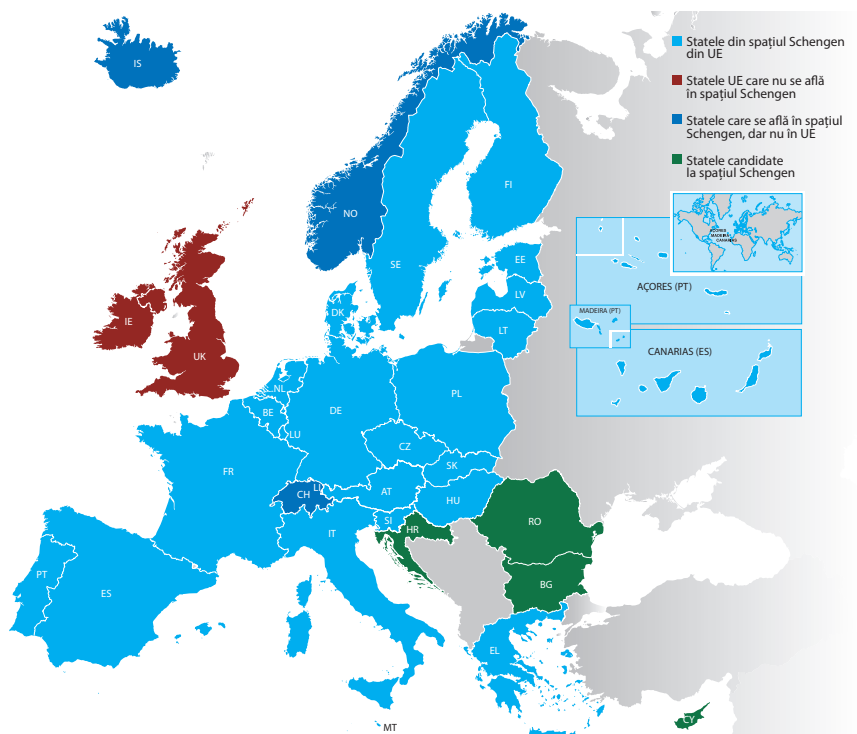 Statele din spațiul Schengen
din UE
Statele UE care nu se află
în spațiul Schengen
Statele care se află în spațiul
Schengen, dar nu în UE
Statele candidate
la spațiul Schengen
IS
NO
SE
FI
EE
LV
LT
DK
IE
UK
NL
BE
LU
DE
PL
CZ
SK
FR
CH
LI
AT
HU
SI
HR
RO
BG
IT
PT
ES
EL
MT
CY
AÇORES
MADEIRA
CANARIAS
AÇORES (PT)
MADEIRA (PT)
CANARIAS (ES)